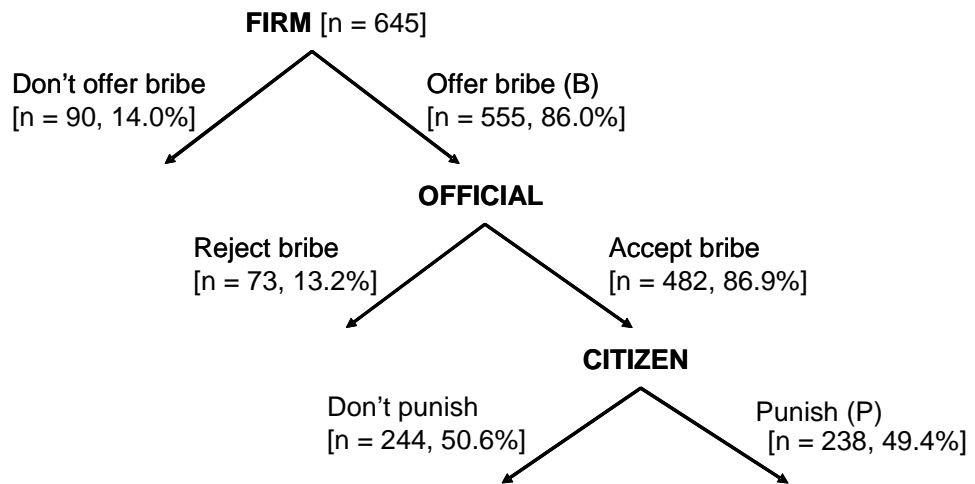 FIRM [n = 645]
Don't offer bribe
[n = 90, 14.0%]
Offer bribe (B)
[n = 555, 86.0%]
OFFICIAL
Reject bribe
[n = 73, 13.2%]
Accept bribe
[n = 482, 86.9%]
CITIZEN
Don't punish
[n = 244, 50.6%]
Punish (P)
[n = 238, 49.4%]